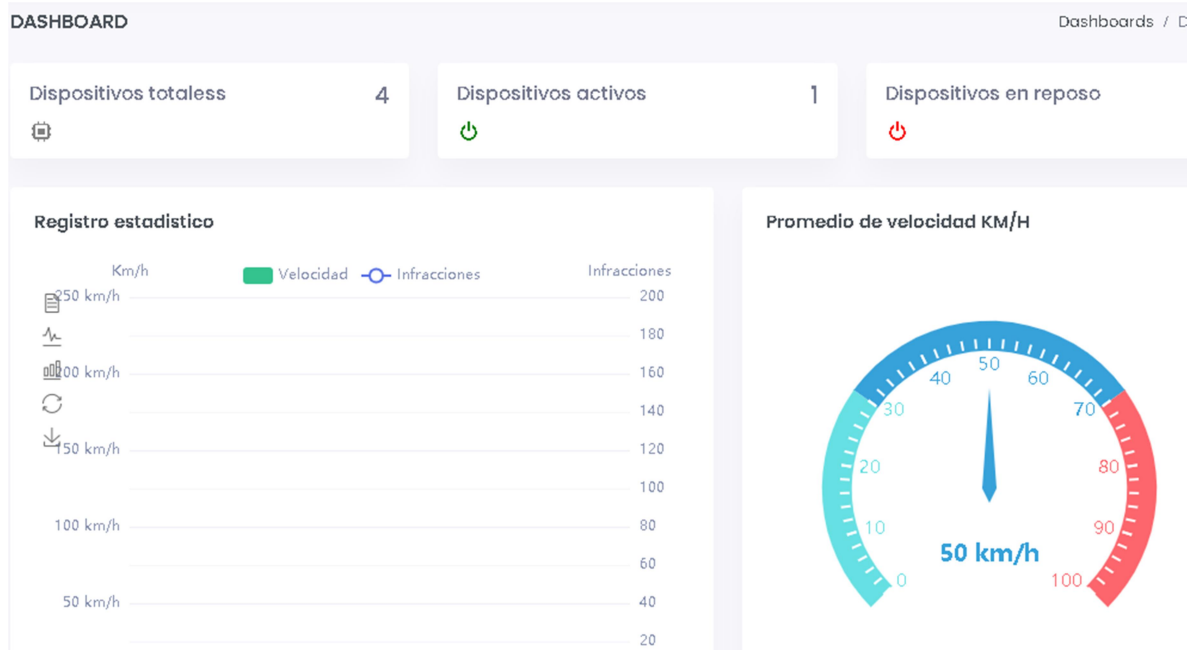 DASHBOARD
Dashboards / D
Dispositivos totaless 4
Dispositivos activos 1
Dispositivos en reposo
Registro estadistico
Km/h
Velocidad
Infracciones
Infracciones
250 km/h
200 km/h
150 km/h
100 km/h
50 km/h
200
180
160
140
120
100
80
60
40
20
Promedio de velocidad KM/H
0
10
20
30
40
50
60
70
80
90
100
50 km/h